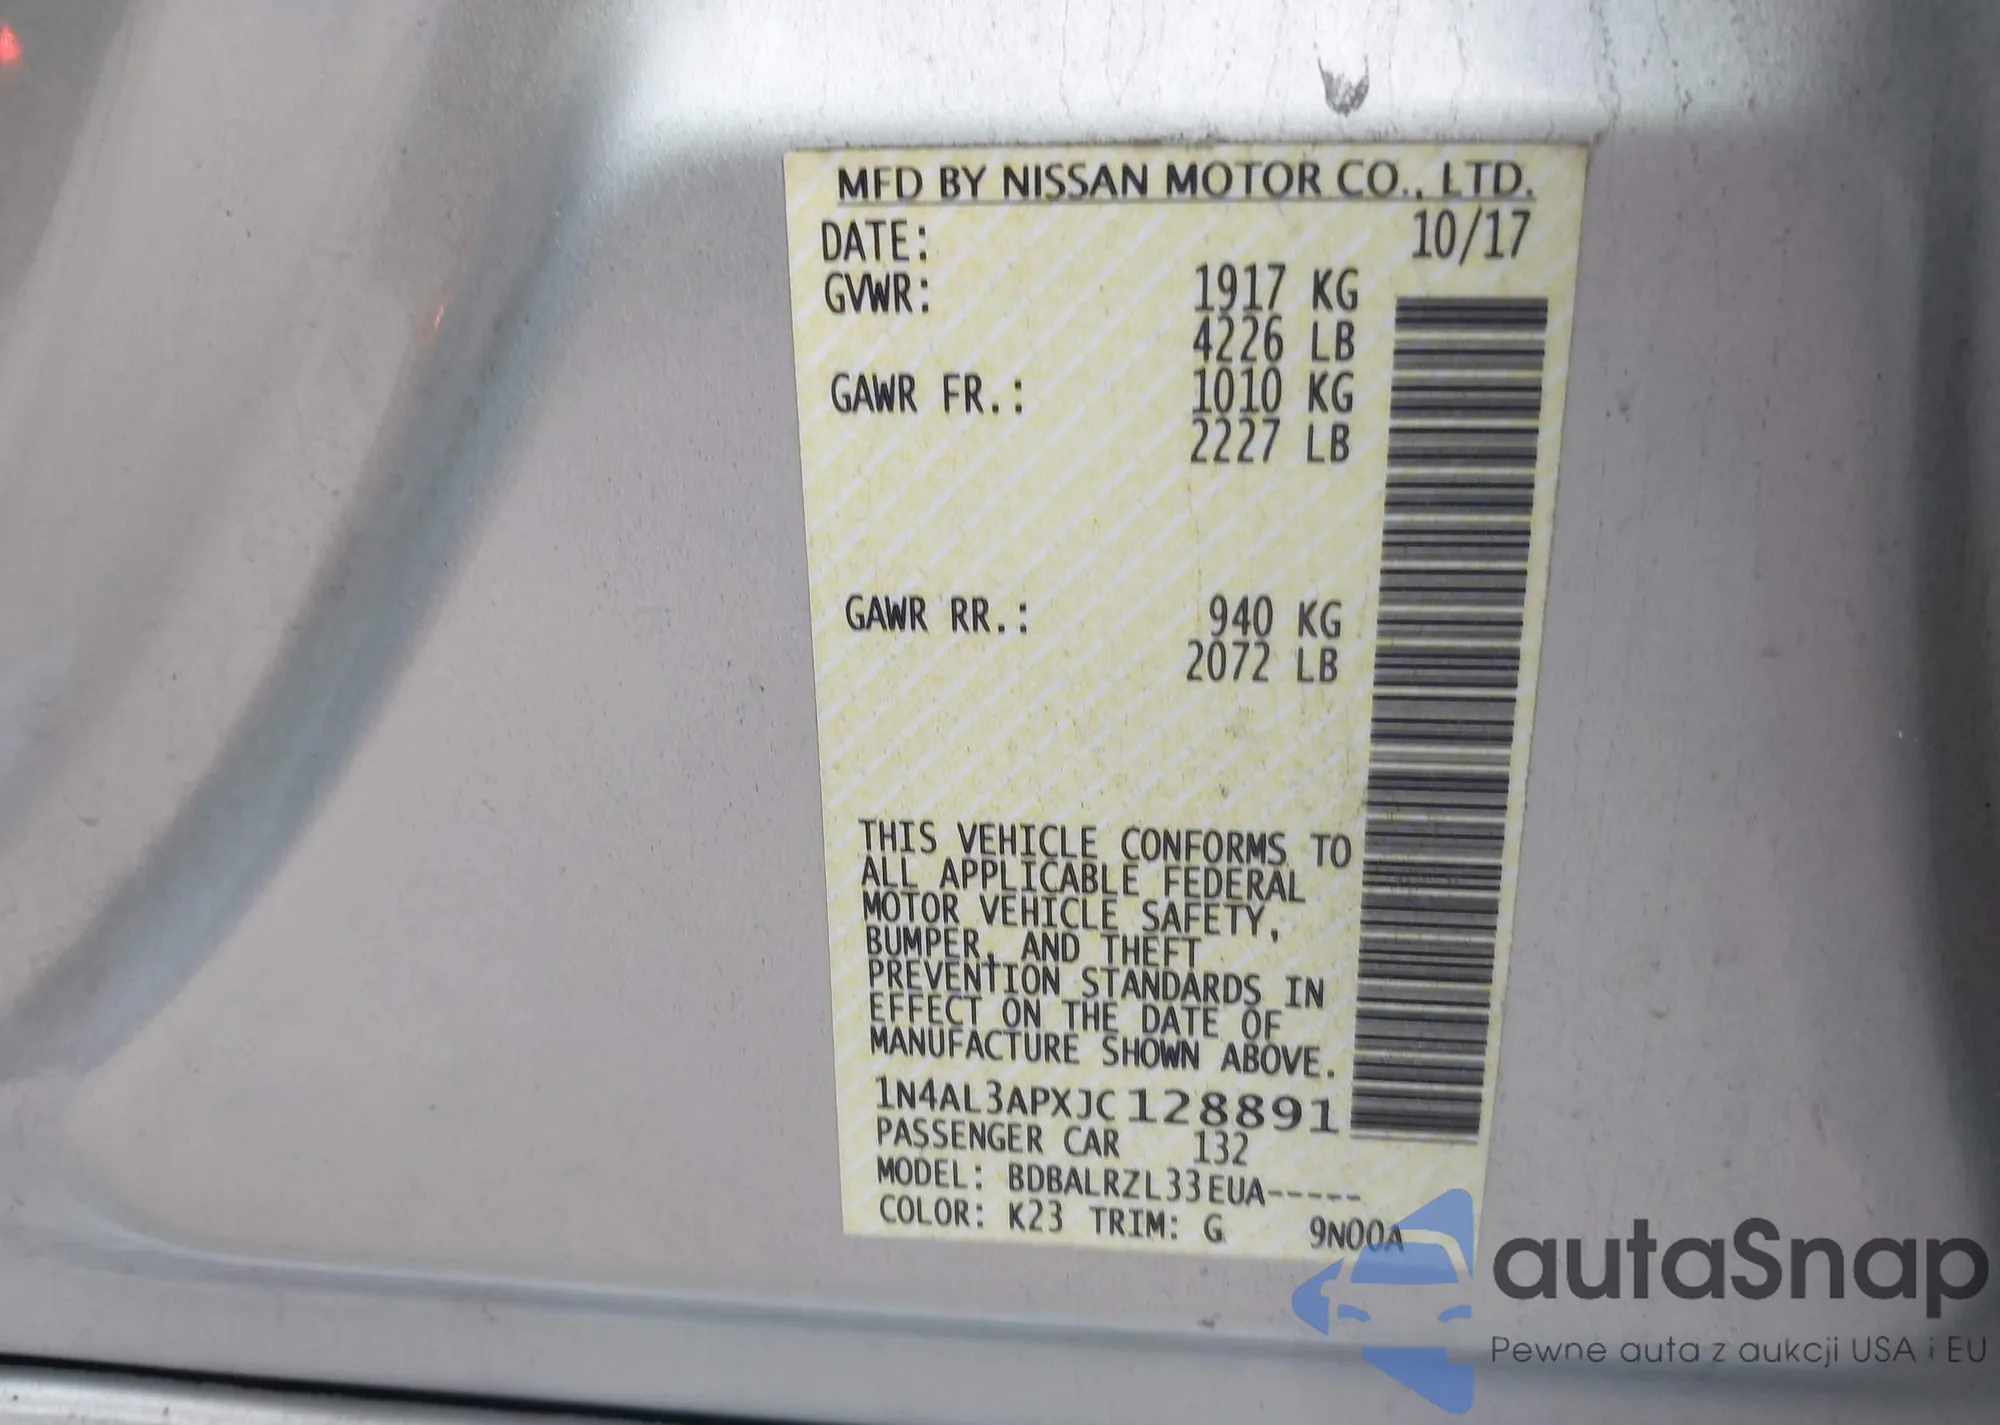 MFD BY NISSAN MOTOR CO., LTD.
DATE: 10/17
GVWR: 1917 KG
4226 LB
GAWR FR.: 1010 KG
2227 LB
GAWR RR.: 940 KG
2072 LB
THIS VEHICLE CONFORMS TO
ALL APPLICABLE FEDERAL
MOTOR VEHICLE SAFETY,
BUMPER, AND THEFT
PREVENTION STANDARDS IN
EFFECT ON THE DATE OF
MANUFACTURE SHOWN ABOVE.
1N4AL3APXJC128891
PASSENGER CAR 132
MODEL: BDBALRZL33EUA-----
COLOR: K23 TRIM: G 9N00A
autoSnap
Pewne auta z aukcji USA i EU